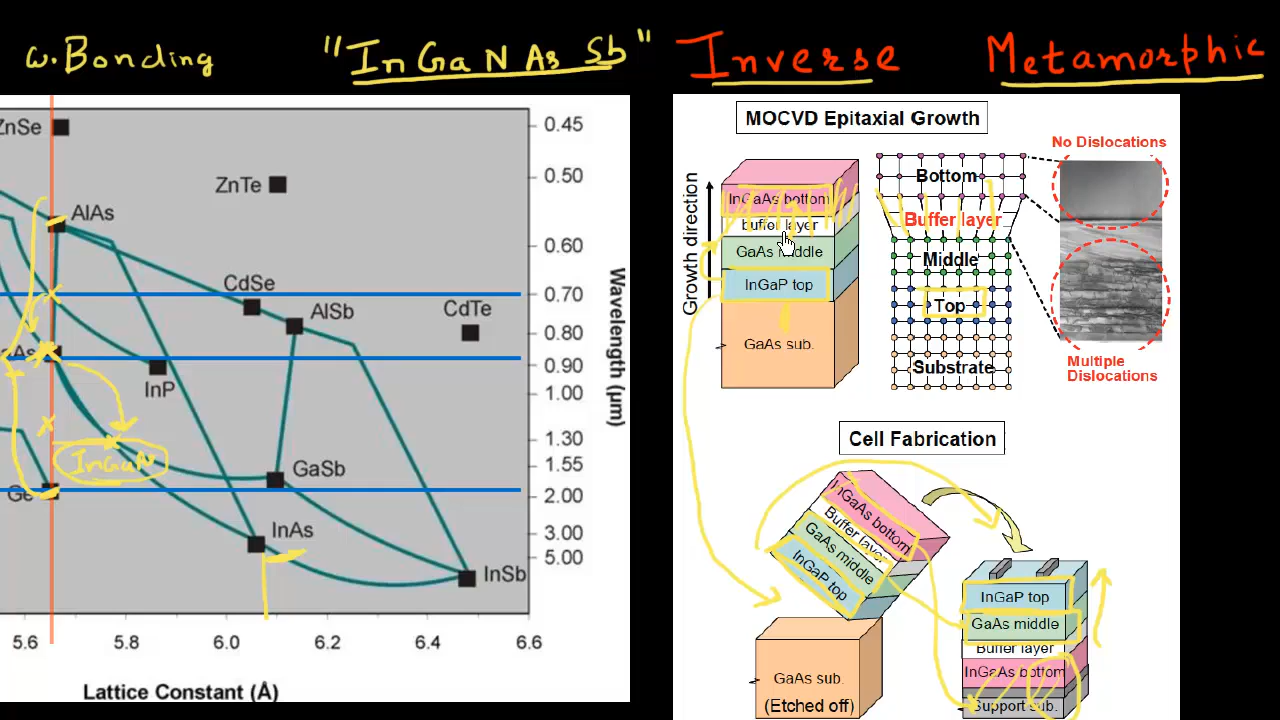 w. Bonding
"InGaNAsSb"
Inverse Metamorphic
ZnSe
ZnTe
AlAs
CdSe
AlSb
CdTe
As
InP
InGaN
Ge
GaSb
InAs
InSb
0.45
0.50
0.60
0.70
0.80
0.90
1.00
1.30
1.55
2.00
3.00
5.00
Wavelength (µm)
5.6 5.8 6.0 6.2 6.4 6.6
Lattice Constant (Å)
MOCVD Epitaxial Growth
Growth direction
InGaAs bottom
buffer layer
GaAs middle
InGaP top
GaAs sub.
Bottom
Buffer layer
Middle
Top
Substrate
No Dislocations
Multiple
Dislocations
Cell Fabrication
InGaAs bottom
Buffer layer
GaAs middle
InGaP top
GaAs sub.
(Etched off)
InGaP top
GaAs middle
Buffer layer
InGaAs bottom
Support sub.